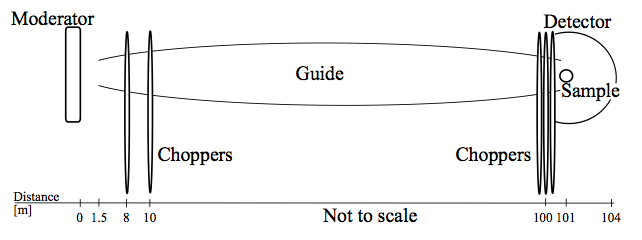 Moderator
Detector
Guide
Sample
Choppers
Choppers
Distance
[m]
Not to scale
0 1.5 8 10 100 101 104